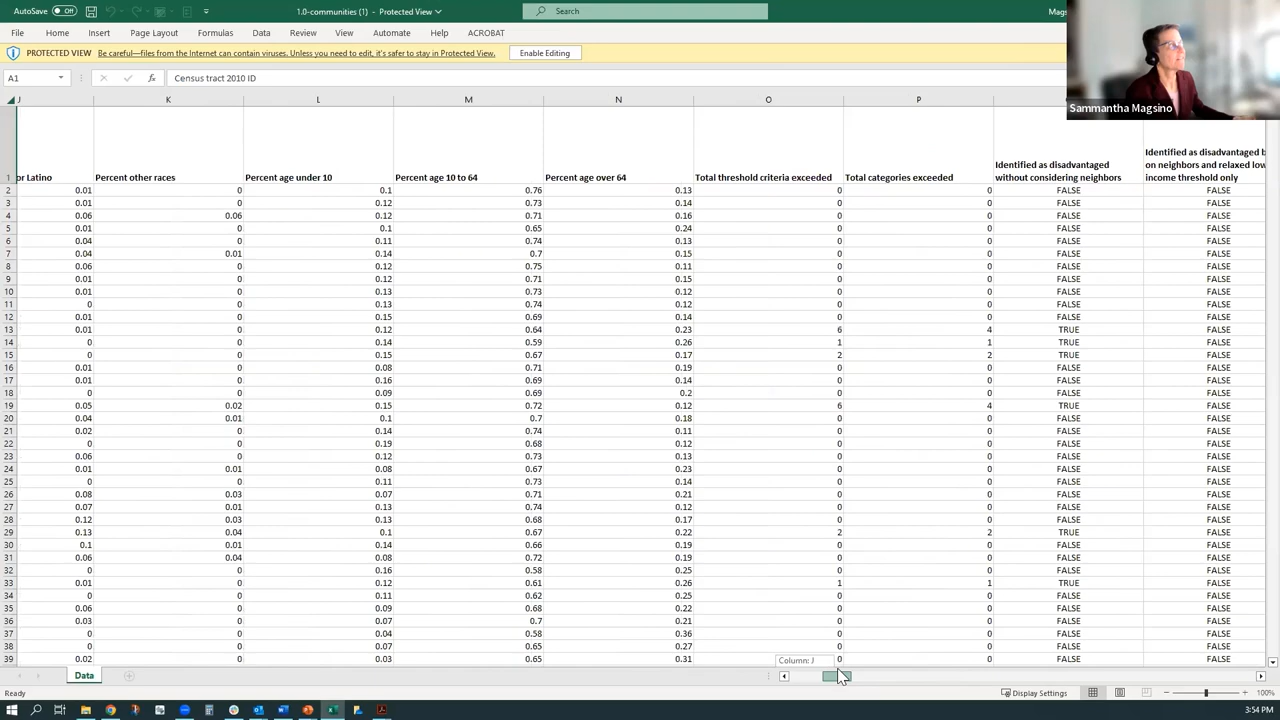 AutoSave Off 1.0-communities (1) • Protected View Search Mags
File Home Insert Page Layout Formulas Data Review View Automate Help ACROBAT
PROTECTED VIEW Be careful—files from the Internet can contain viruses. Unless you need to edit, it's safer to stay in Protected View. Enable Editing
A1 fx Census tract 2010 ID
Sammantha Magsino
J K L M N O P
1 or Latino Percent other races Percent age under 10 Percent age 10 to 64 Percent age over 64 Total threshold criteria exceeded Total categories exceeded Identified as disadvantaged without considering neighbors Identified as disadvantaged b on neighbors and relaxed low income threshold only
2 0.01 0 0.1 0.76 0.13 0 0 FALSE FALSE
3 0.01 0 0.12 0.73 0.14 0 0 FALSE FALSE
4 0.06 0.06 0.12 0.71 0.16 0 0 FALSE FALSE
5 0.01 0 0.1 0.65 0.24 0 0 FALSE FALSE
6 0.04 0 0.11 0.74 0.13 0 0 FALSE FALSE
7 0.04 0.01 0.14 0.7 0.15 0 0 FALSE FALSE
8 0.06 0 0.12 0.75 0.11 0 0 FALSE FALSE
9 0.01 0 0.12 0.71 0.15 0 0 FALSE FALSE
10 0.01 0 0.13 0.73 0.12 0 0 FALSE FALSE
11 0 0 0.13 0.74 0.12 0 0 FALSE FALSE
12 0.01 0 0.15 0.69 0.14 0 0 FALSE FALSE
13 0.01 0 0.12 0.64 0.23 6 4 TRUE FALSE
14 0 0 0.14 0.59 0.26 1 1 TRUE FALSE
15 0 0 0.15 0.67 0.17 2 2 TRUE FALSE
16 0.01 0 0.08 0.71 0.19 0 0 FALSE FALSE
17 0.01 0 0.16 0.69 0.14 0 0 FALSE FALSE
18 0 0 0.09 0.69 0.2 0 0 FALSE FALSE
19 0.05 0.02 0.15 0.72 0.12 6 4 TRUE FALSE
20 0.04 0.01 0.1 0.7 0.18 0 0 FALSE FALSE
21 0.02 0 0.14 0.74 0.11 0 0 FALSE FALSE
22 0 0 0.19 0.68 0.12 0 0 FALSE FALSE
23 0.06 0 0.12 0.73 0.13 0 0 FALSE FALSE
24 0.01 0.01 0.08 0.67 0.23 0 0 FALSE FALSE
25 0 0 0.11 0.73 0.14 0 0 FALSE FALSE
26 0.08 0.03 0.07 0.71 0.21 0 0 FALSE FALSE
27 0.07 0.01 0.13 0.74 0.12 0 0 FALSE FALSE
28 0.12 0.03 0.13 0.68 0.17 0 0 FALSE FALSE
29 0.13 0.04 0.1 0.67 0.22 2 2 TRUE FALSE
30 0.1 0.01 0.14 0.66 0.19 0 0 FALSE FALSE
31 0.06 0.04 0.08 0.72 0.19 0 0 FALSE FALSE
32 0 0 0.16 0.58 0.25 0 0 FALSE FALSE
33 0.01 0 0.12 0.61 0.26 1 1 TRUE FALSE
34 0 0 0.11 0.62 0.25 0 0 FALSE FALSE
35 0.06 0 0.09 0.68 0.22 0 0 FALSE FALSE
36 0.03 0 0.07 0.7 0.21 0 0 FALSE FALSE
37 0 0 0.04 0.58 0.36 0 0 FALSE FALSE
38 0 0 0.07 0.65 0.27 0 0 FALSE FALSE
39 0.02 0 0.03 0.65 0.31 0 0 FALSE FALSE
Column: J
Data
Ready Display Settings 100%
3:54 PM